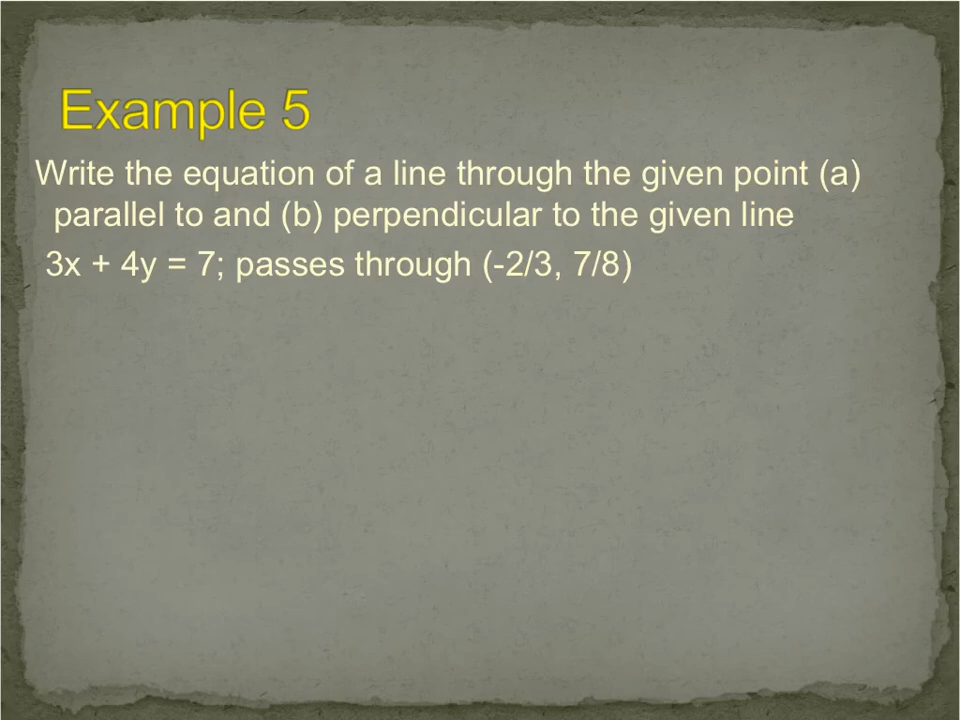 Example 5
Write the equation of a line through the given point (a)
parallel to and (b) perpendicular to the given line
3x + 4y = 7; passes through (-2/3, 7/8)